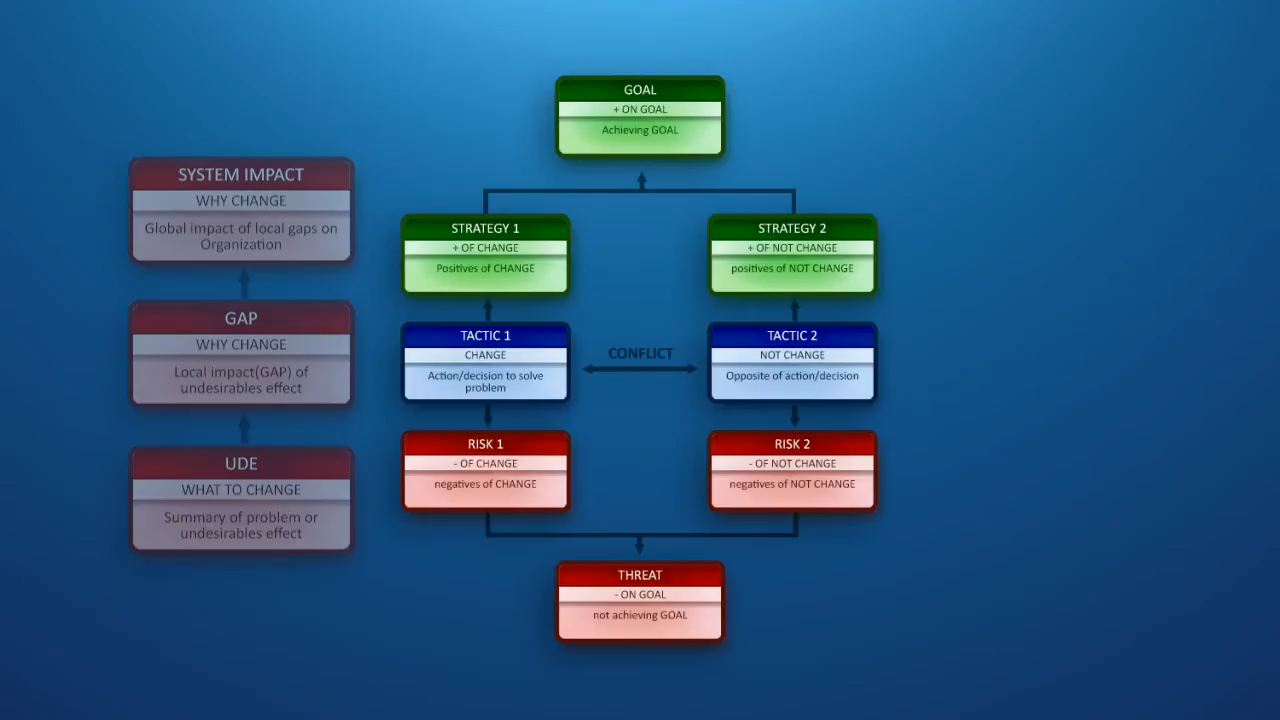 GOAL
+ ON GOAL
Achieving GOAL
SYSTEM IMPACT
WHY CHANGE
Global impact of local gaps on
Organization
GAP
WHY CHANGE
Local impact(GAP) of
undesirables effect
UDE
WHAT TO CHANGE
Summary of problem or
undesirables effect
STRATEGY 1
+ OF CHANGE
Positives of CHANGE
STRATEGY 2
+ OF NOT CHANGE
positives of NOT CHANGE
TACTIC 1
CHANGE
Action/decision to solve
problem
CONFLICT
TACTIC 2
NOT CHANGE
Opposite of action/decision
RISK 1
- OF CHANGE
negatives of CHANGE
RISK 2
- OF NOT CHANGE
negatives of NOT CHANGE
THREAT
- ON GOAL
not achieving GOAL